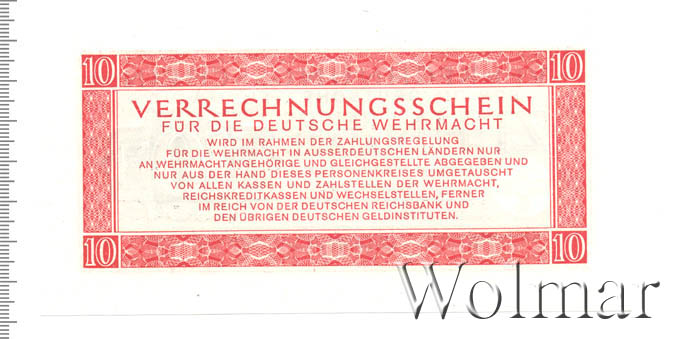 10 10
VERRECHNUNGSSCHEIN
FÜR DIE DEUTSCHE WEHRMACHT
WIRD IM RAHMEN DER ZAHLUNGSREGELUNG
FÜR DIE WEHRMACHT IN AUSSERDEUTSCHEN LÄNDERN NUR
AN WEHRMACHTANGEHÖRIGE UND GLEICHGESTELLTE ABGEGEBEN UND
NUR AUS DER HAND DIESES PERSONENKREISES UMGETAUSCHT
VON ALLEN KASSEN UND ZAHLSTELLEN DER WEHRMACHT,
REICHSKREDITKASSEN UND WECHSELSTELLEN, FERNER
IM REICH VON DER DEUTSCHEN REICHSBANK UND
DEN ÜBRIGEN DEUTSCHEN GELDINSTITUTEN.
10 10
Wolmar